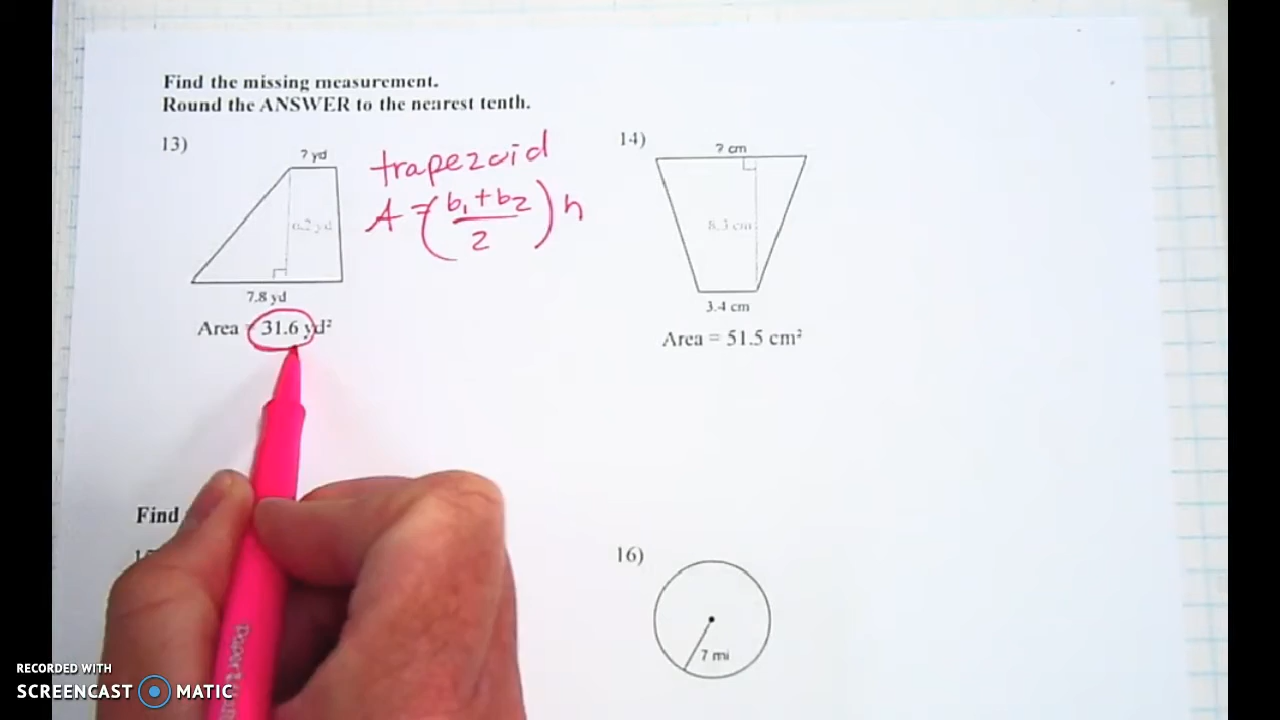 Find the missing measurement.
Round the ANSWER to the nearest tenth.
13)
? yd
trapezoid
A = (b₁ + b₂ / 2) h
7.8 yd
Area = 31.6 yd²
14)
? cm
3.4 cm
Area = 51.5 cm²
Find
16)
7 mi
RECORDED WITH
SCREENCAST MATIC